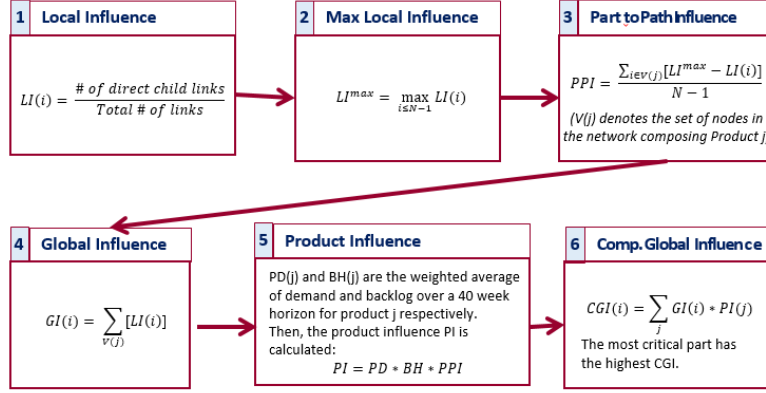 1 Local Influence
LI(i) = # of direct child links / Total # of links
2 Max Local Influence
LI^max = max_{i≤N−1} LI(i)
3 Part to Path Influence
PPI = ∑_{iϵv(j)}[LI^max − LI(i)] / N − 1
(V(j) denotes the set of nodes in
the network composing Product j,
4 Global Influence
GI(i) = ∑_{V(j)} [LI(i)]
5 Product Influence
PD(j) and BH(j) are the weighted average
of demand and backlog over a 40 week
horizon for product j respectively.
Then, the product influence PI is
calculated:
PI = PD * BH * PPI
6 Comp. Global Influence
CGI(i) = ∑_j GI(i) * PI(j)
The most critical part has
the highest CGI.